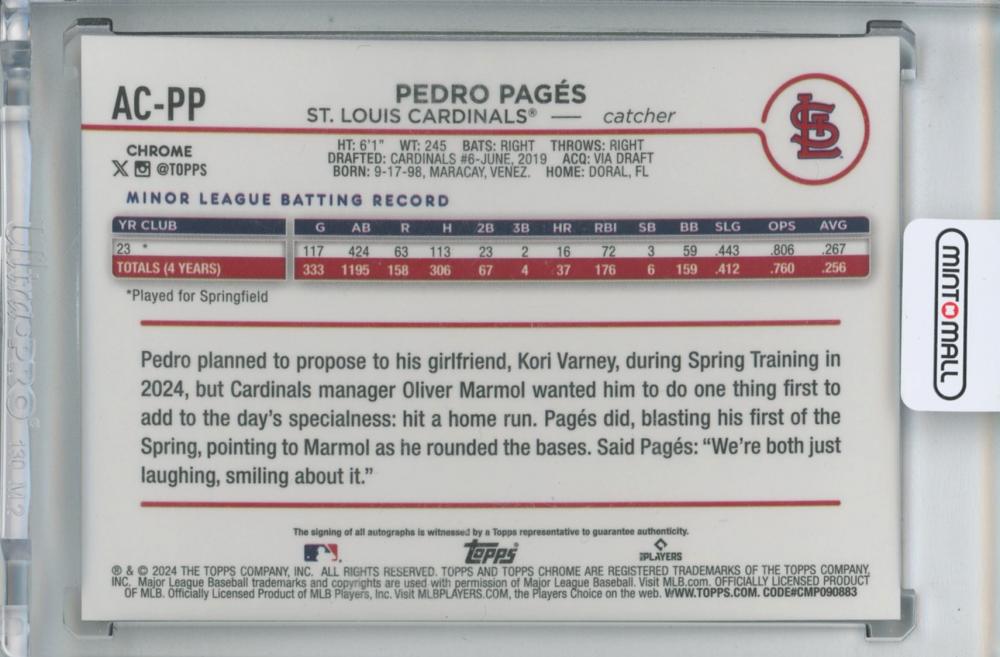 AC-PP
PEDRO PAGÉS
ST. LOUIS CARDINALS® — catcher
CHROME
@TOPPS
HT: 6'1" WT: 245 BATS: RIGHT THROWS: RIGHT
DRAFTED: CARDINALS #6-JUNE, 2019 ACQ: VIA DRAFT
BORN: 9-17-98, MARACAY, VENEZ. HOME: DORAL, FL
MINOR LEAGUE BATTING RECORD
YR CLUB G AB R H 2B 3B HR RBI SB BB SLG OPS AVG
23 * 117 424 63 113 23 2 16 72 3 59 .443 .806 .267
TOTALS (4 YEARS) 333 1195 158 306 67 4 37 176 6 159 .412 .760 .256
*Played for Springfield
Pedro planned to propose to his girlfriend, Kori Varney, during Spring Training in
2024, but Cardinals manager Oliver Marmol wanted him to do one thing first to
add to the day's specialness: hit a home run. Pagés did, blasting his first of the
Spring, pointing to Marmol as he rounded the bases. Said Pagés: “We're both just
laughing, smiling about it.”
The signing of all autographs is witnessed by a Topps representative to guarantee authenticity.
Topps
PLAYERS
® & © 2024 THE TOPPS COMPANY, INC. ALL RIGHTS RESERVED. TOPPS AND TOPPS CHROME ARE REGISTERED TRADEMARKS OF THE TOPPS COMPANY,
INC. Major League Baseball trademarks and copyrights are used with permission of Major League Baseball. Visit MLB.com. OFFICIALLY LICENSED PRODUCT
OF MLB. Officially Licensed Product of MLB Players, Inc. Visit MLBPLAYERS.COM, the Players Choice on the web. WWW.TOPPS.COM. CODE#CMP090883
MINTOMALL
UltraPRO®
130 M2